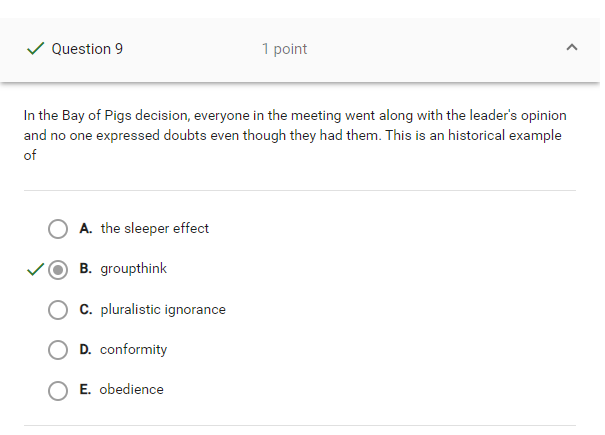 Question 9 1 point
In the Bay of Pigs decision, everyone in the meeting went along with the leader's opinion
and no one expressed doubts even though they had them. This is an historical example
of
A. the sleeper effect
B. groupthink
C. pluralistic ignorance
D. conformity
E. obedience